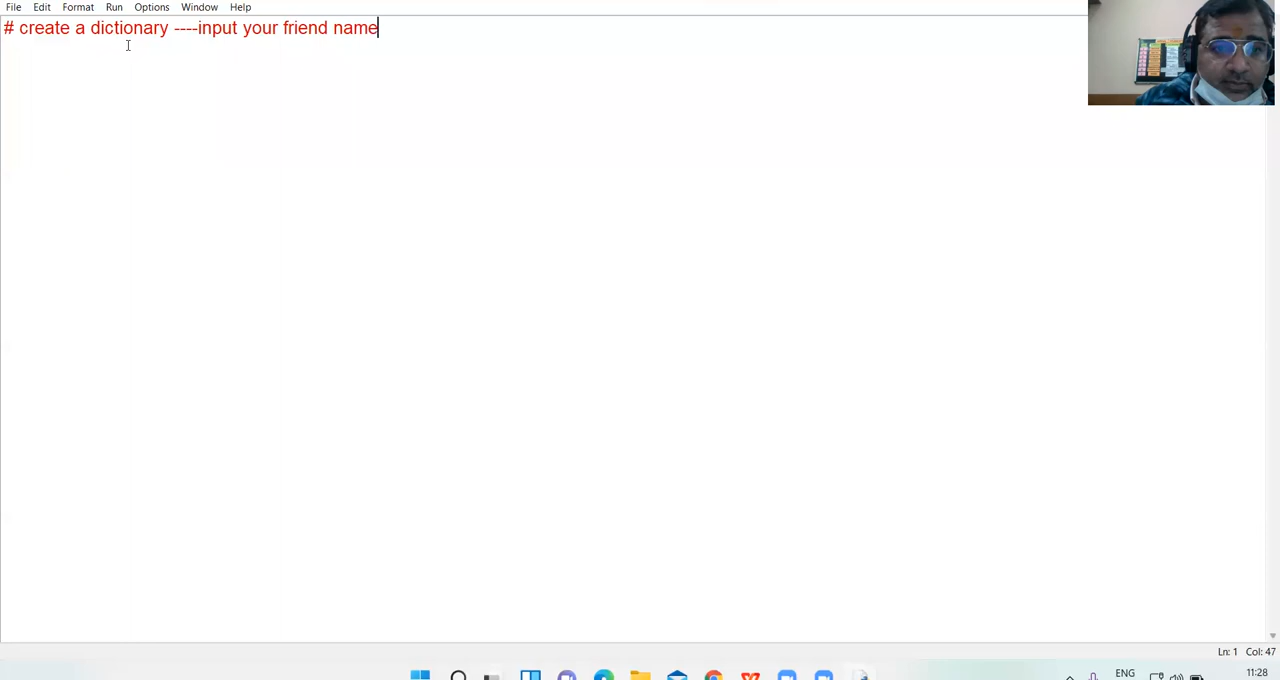 File Edit Format Run Options Window Help
# create a dictionary ----input your friend name
Ln: 1 Col: 47
ENG 11:28